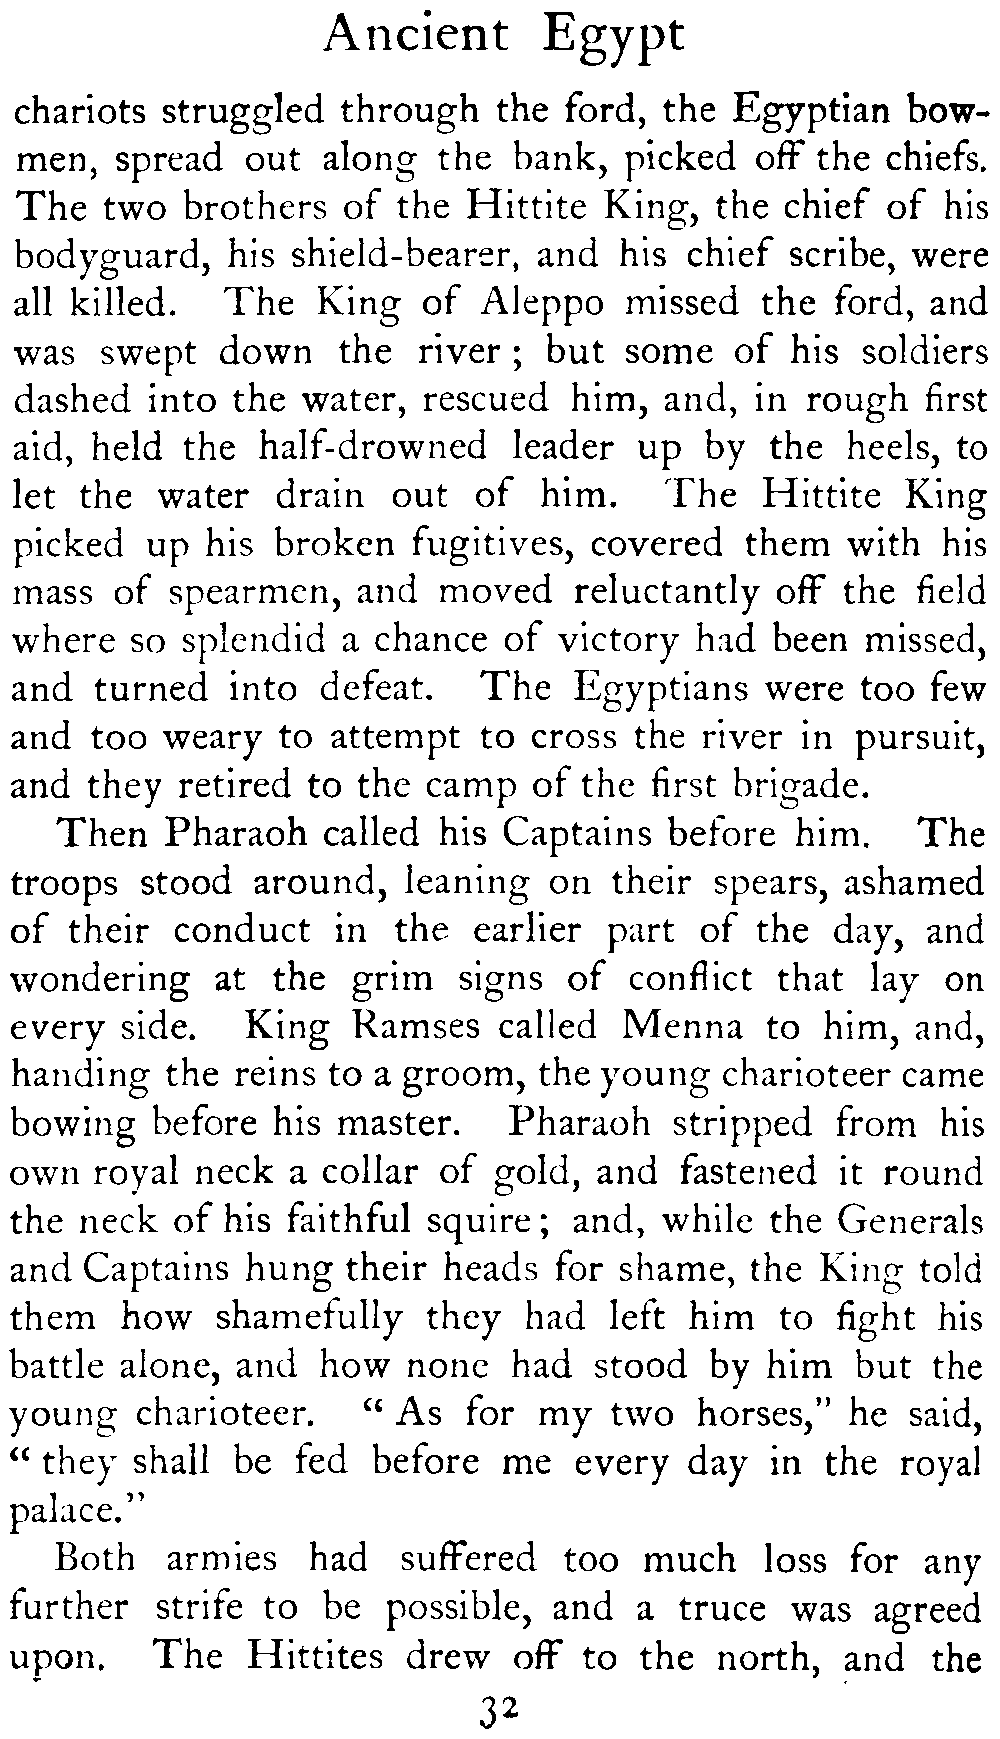 Ancient Egypt
chariots struggled through the ford, the Egyptian bow-
men, spread out along the bank, picked off the chiefs.
The two brothers of the Hittite King, the chief of his
bodyguard, his shield-bearer, and his chief scribe, were
all killed. The King of Aleppo missed the ford, and
was swept down the river; but some of his soldiers
dashed into the water, rescued him, and, in rough first
aid, held the half-drowned leader up by the heels, to
let the water drain out of him. The Hittite King
picked up his broken fugitives, covered them with his
mass of spearmen, and moved reluctantly off the field
where so splendid a chance of victory had been missed,
and turned into defeat. The Egyptians were too few
and too weary to attempt to cross the river in pursuit,
and they retired to the camp of the first brigade.
Then Pharaoh called his Captains before him. The
troops stood around, leaning on their spears, ashamed
of their conduct in the earlier part of the day, and
wondering at the grim signs of conflict that lay on
every side. King Ramses called Menna to him, and,
handing the reins to a groom, the young charioteer came
bowing before his master. Pharaoh stripped from his
own royal neck a collar of gold, and fastened it round
the neck of his faithful squire; and, while the Generals
and Captains hung their heads for shame, the King told
them how shamefully they had left him to fight his
battle alone, and how none had stood by him but the
young charioteer. "As for my two horses," he said,
"they shall be fed before me every day in the royal
palace."
Both armies had suffered too much loss for any
further strife to be possible, and a truce was agreed
upon. The Hittites drew off to the north, and the
32